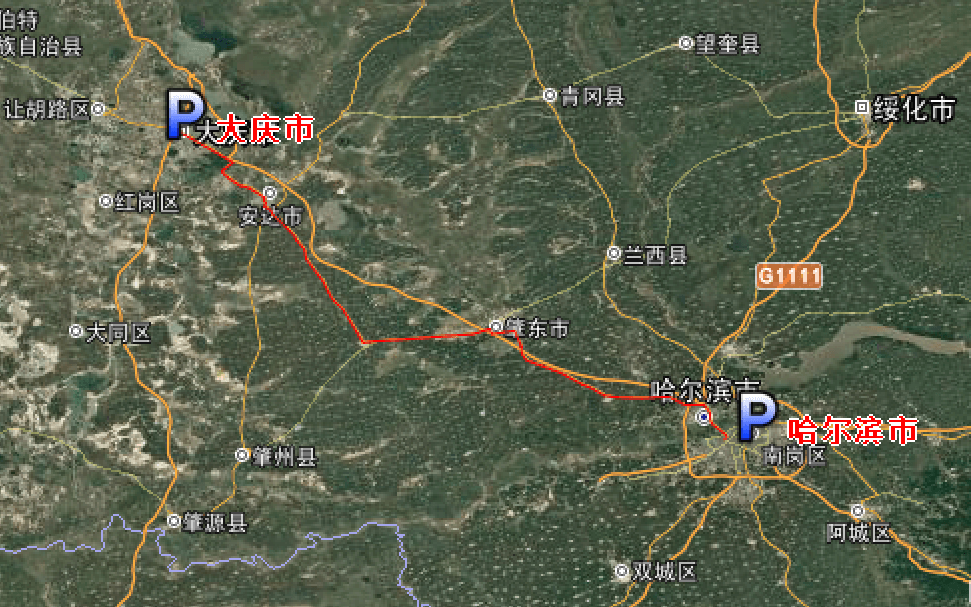 伯特
族自治县
望奎县
让胡路区
青冈县
绥化市
大庆市
红岗区
安达市
兰西县
G1111
大同区
肇东市
哈尔滨市
哈尔滨市
南岗区
肇州县
肇源县
阿城区
双城区